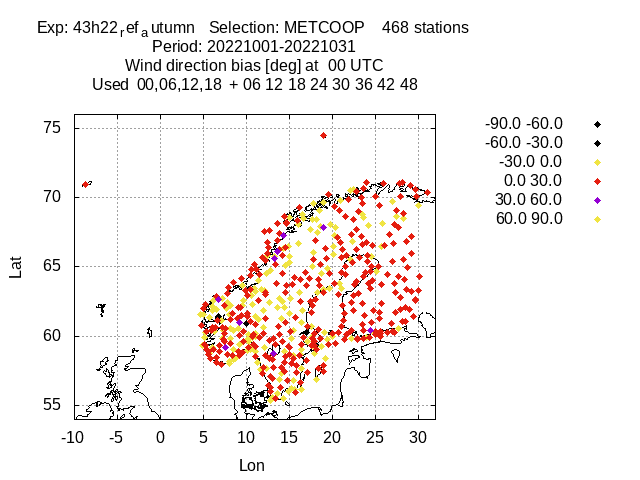 Exp: 43h22ref autumn   Selection: METCOOP    468 stations
Period: 20221001-20221031
Wind direction bias [deg] at  00 UTC
Used  00,06,12,18  + 06 12 18 24 30 36 42 48
-90.0 -60.0
-60.0 -30.0
-30.0 0.0
0.0 30.0
30.0 60.0
60.0 90.0
75
70
65
60
55
Lat
-10 -5 0 5 10 15 20 25 30
Lon